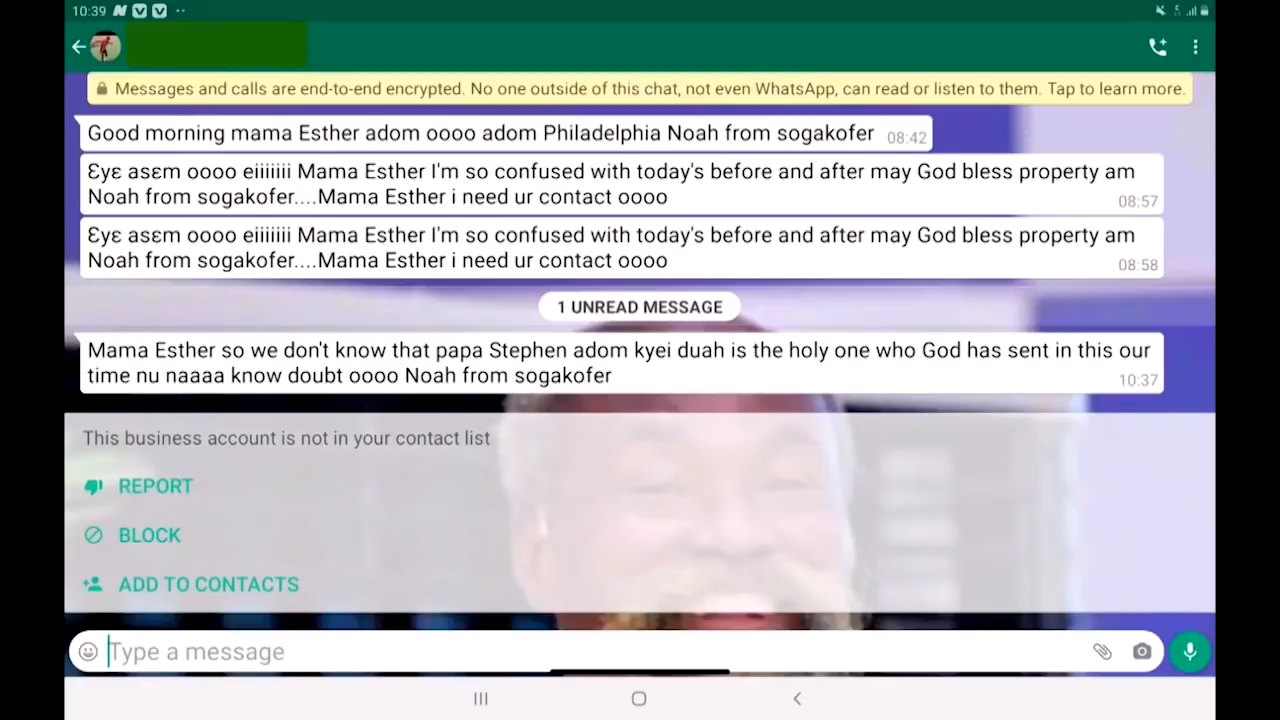 10:39
Messages and calls are end-to-end encrypted. No one outside of this chat, not even WhatsApp, can read or listen to them. Tap to learn more.
Good morning mama Esther adom oooo adom Philadelphia Noah from sogakofer 08:42
Ɛyɛ asɛm oooo eiiiiiii Mama Esther I'm so confused with today's before and after may God bless property am
Noah from sogakofer....Mama Esther i need ur contact oooo 08:57
Ɛyɛ asɛm oooo eiiiiiii Mama Esther I'm so confused with today's before and after may God bless property am
Noah from sogakofer....Mama Esther i need ur contact oooo 08:58
1 UNREAD MESSAGE
Mama Esther so we don't know that papa Stephen adom kyei duah is the holy one who God has sent in this our
time nu naaaa know doubt oooo Noah from sogakofer 10:37
This business account is not in your contact list
REPORT
BLOCK
ADD TO CONTACTS
Type a message